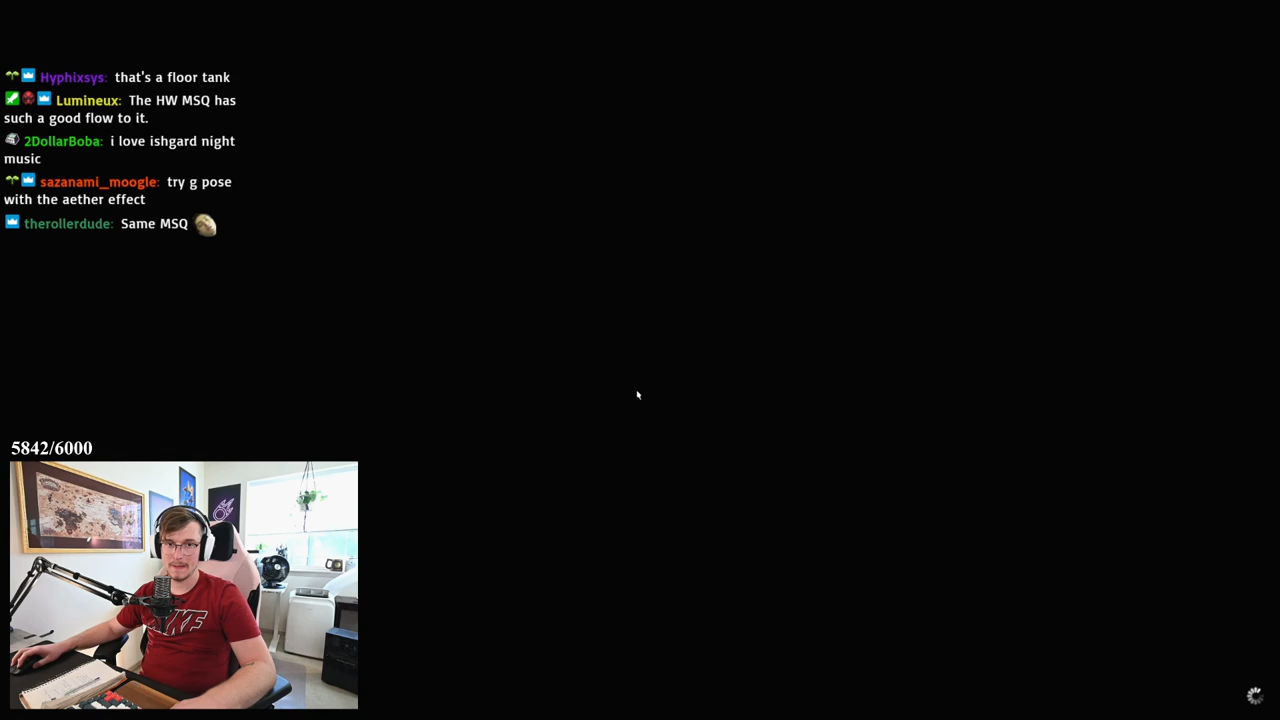 Hyphixsys: that's a floor tank
Lumineux: The HW MSQ has
such a good flow to it.
2DollarBoba: i love ishgard night
music
sazanami_moogle: try g pose
with the aether effect
therollerdude: Same MSQ
5842/6000
NIKE